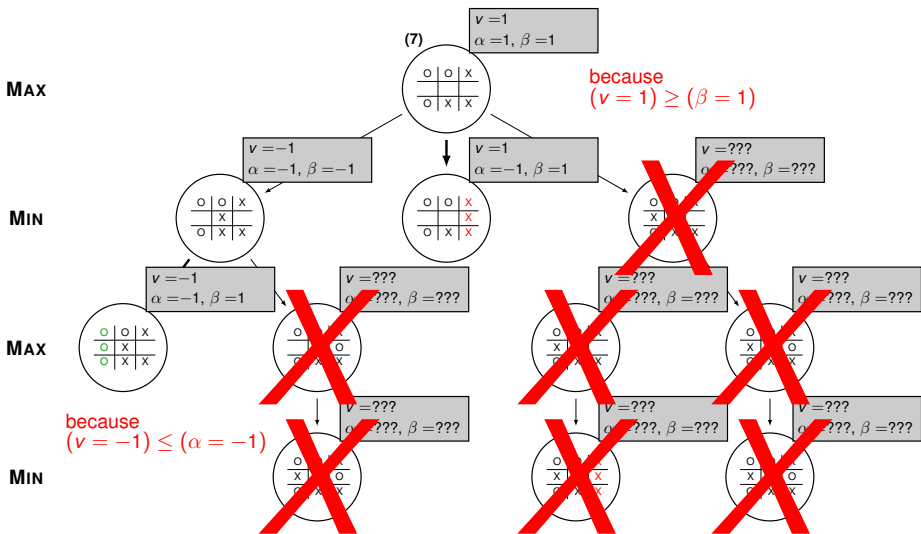 v =1
α =1, β =1
(7)
O O X
O X X
MAX
because
(v = 1) ≥ (β = 1)
v =−1
α =−1, β =−1
v =1
α =−1, β =1
v =???
α =???, β =???
MIN
O O X
X
O X X
O O X
X
O X X
O O X
X
O X X
v =−1
α =−1, β =1
v =???
α =???, β =???
v =???
α =???, β =???
v =???
α =???, β =???
MAX
O O X
O X
O X X
O X
X O
O X X
O X
X
O X X
O X
X O
O X X
because
(v = −1) ≤ (α = −1)
v =???
α =???, β =???
v =???
α =???, β =???
v =???
α =???, β =???
MIN
O X
X O
O X X
O X
X X
O X X
O X
X O
O X X